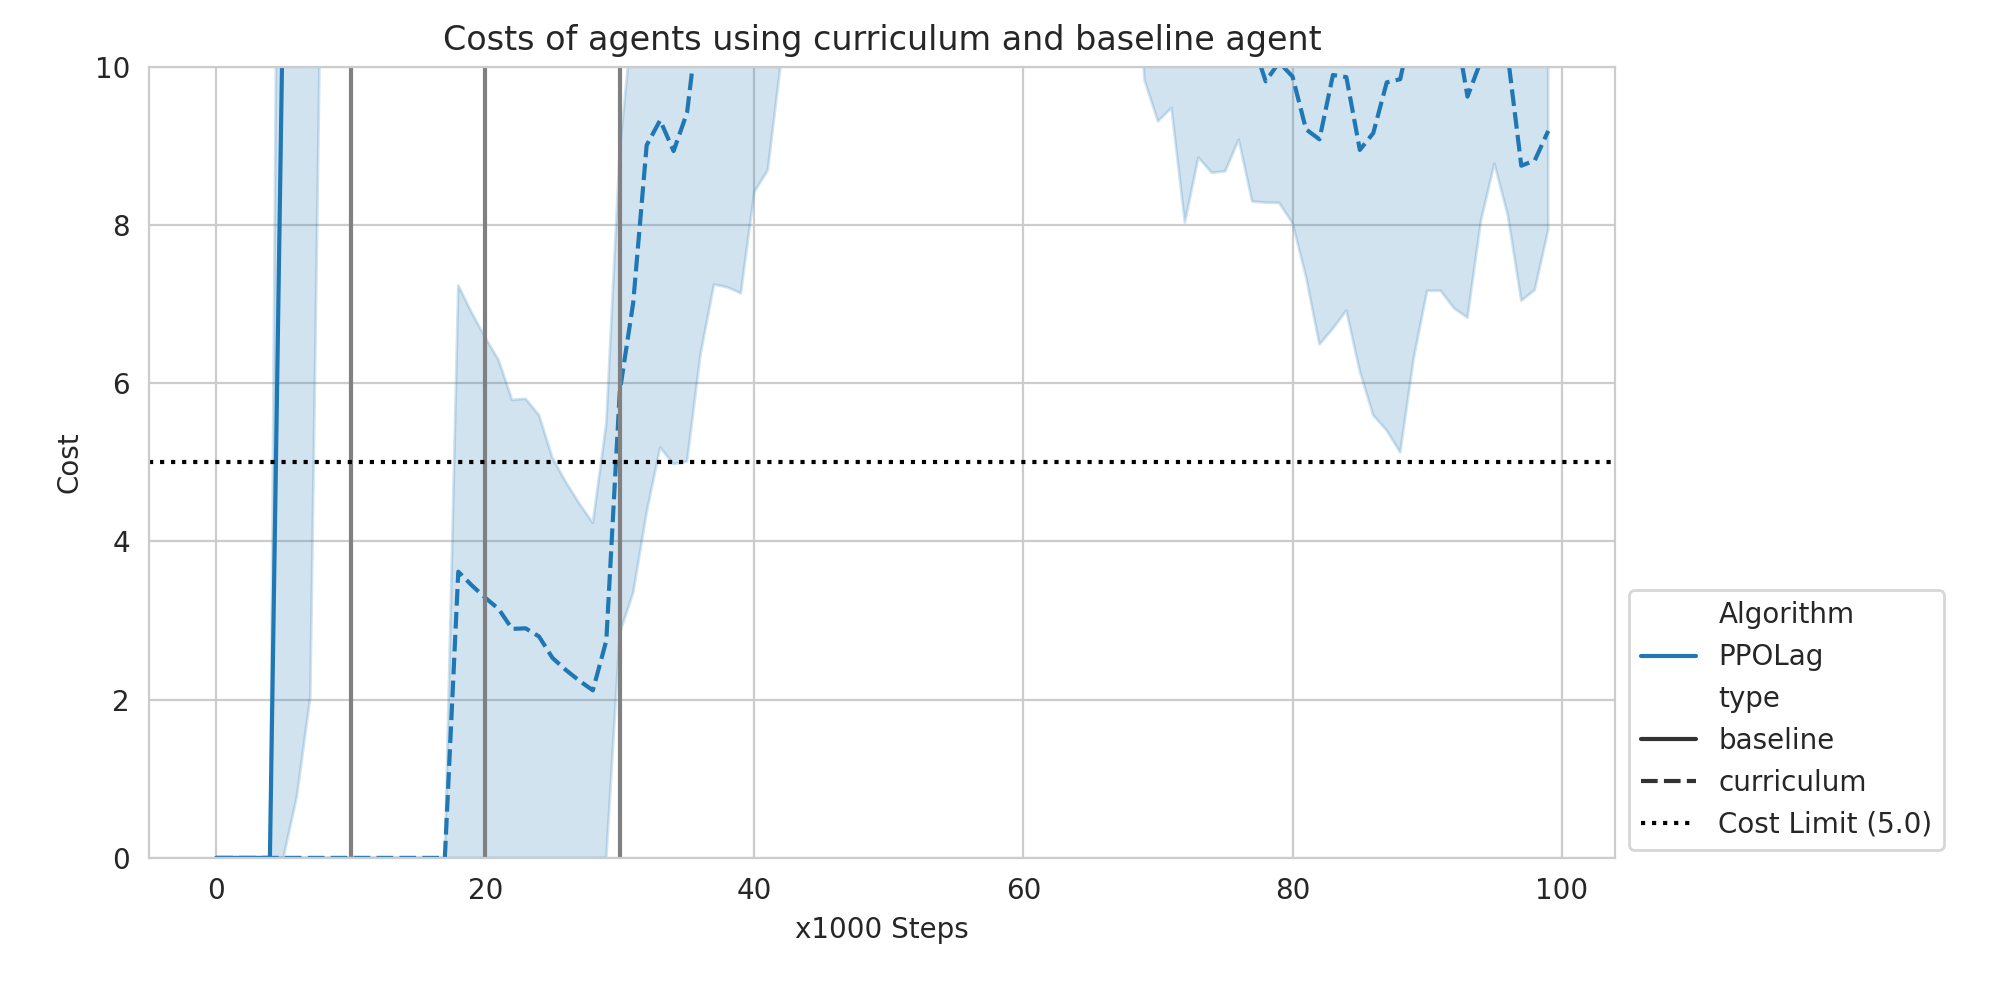 Costs of agents using curriculum and baseline agent
10
8
6
4
2
0
Cost
0 20 40 60 80 100
x1000 Steps
Algorithm
PPOLag
type
baseline
curriculum
Cost Limit (5.0)